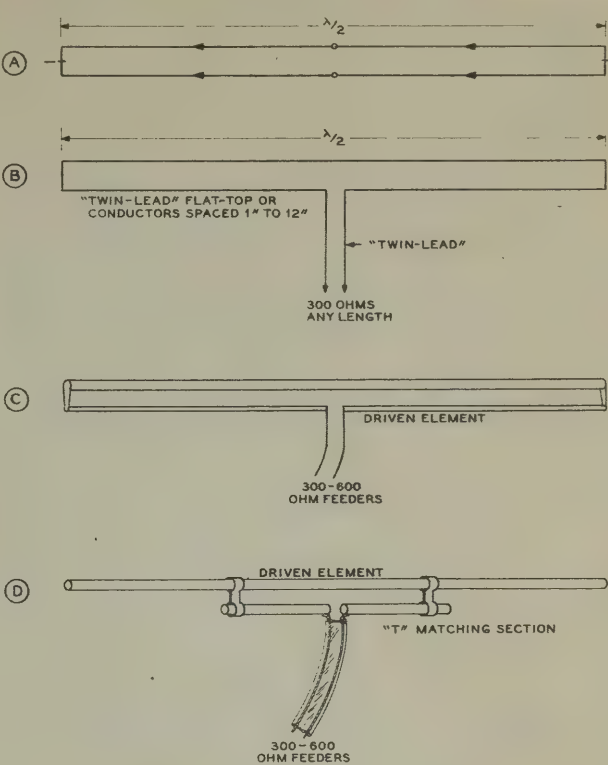 λ/2
A
λ/2
B
"TWIN-LEAD" FLAT-TOP OR
CONDUCTORS SPACED 1" TO 12"
"TWIN-LEAD"
300 OHMS
ANY LENGTH
C
DRIVEN ELEMENT
300-600
OHM FEEDERS
D
DRIVEN ELEMENT
"T" MATCHING SECTION
300-600
OHM FEEDERS